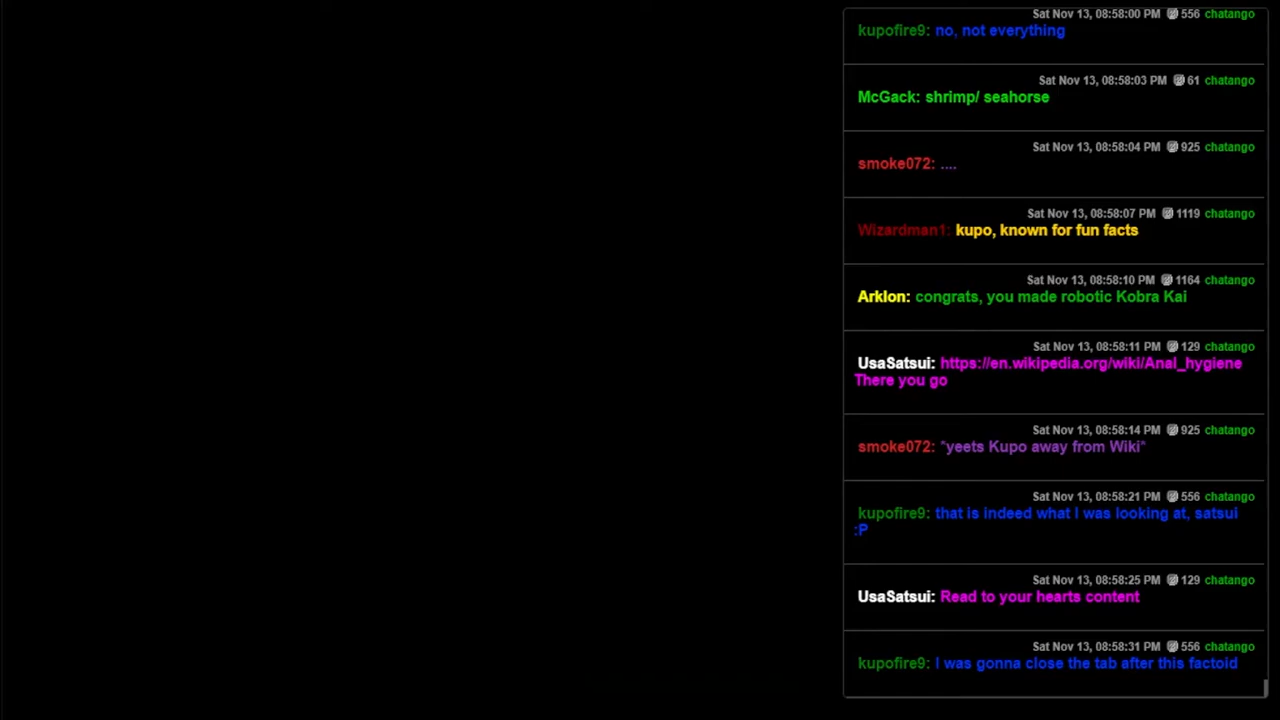 Sat Nov 13, 08:58:00 PM 556 chatango
kupofire9: no, not everything
Sat Nov 13, 08:58:03 PM 61 chatango
McGack: shrimp/ seahorse
Sat Nov 13, 08:58:04 PM 925 chatango
smoke072: ....
Sat Nov 13, 08:58:07 PM 1119 chatango
Wizardman1: kupo, known for fun facts
Sat Nov 13, 08:58:10 PM 1164 chatango
Arklon: congrats, you made robotic Kobra Kai
Sat Nov 13, 08:58:11 PM 129 chatango
UsaSatsui: https://en.wikipedia.org/wiki/Anal_hygiene
There you go
Sat Nov 13, 08:58:14 PM 925 chatango
smoke072: *yeets Kupo away from Wiki*
Sat Nov 13, 08:58:21 PM 556 chatango
kupofire9: that is indeed what I was looking at, satsui
:P
Sat Nov 13, 08:58:25 PM 129 chatango
UsaSatsui: Read to your hearts content
Sat Nov 13, 08:58:31 PM 556 chatango
kupofire9: I was gonna close the tab after this factoid